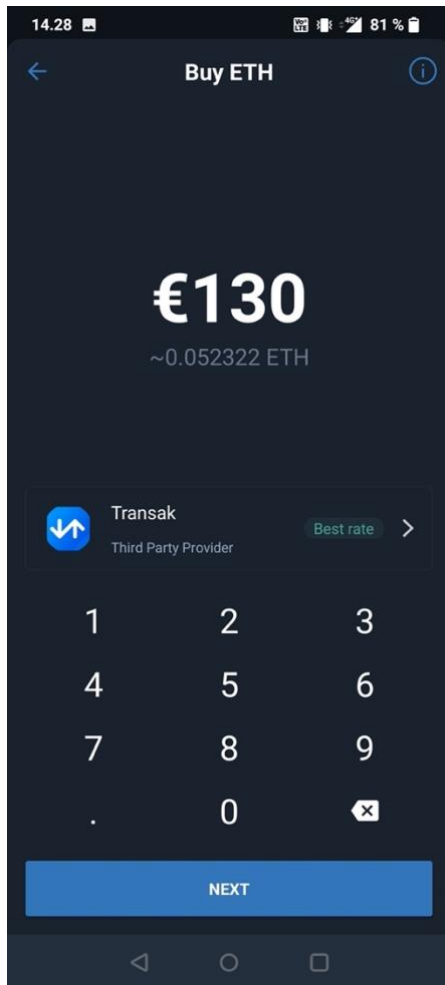 14.28 81 %
Buy ETH
€130
~0.052322 ETH
Transak
Third Party Provider
Best rate
1 2 3
4 5 6
7 8 9
. 0
NEXT